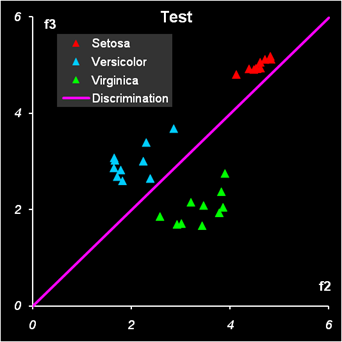 Test
6
f3
Setosa
Versicolor
Virginica
Discrimination
4
2
f2
0
0
2
4
6